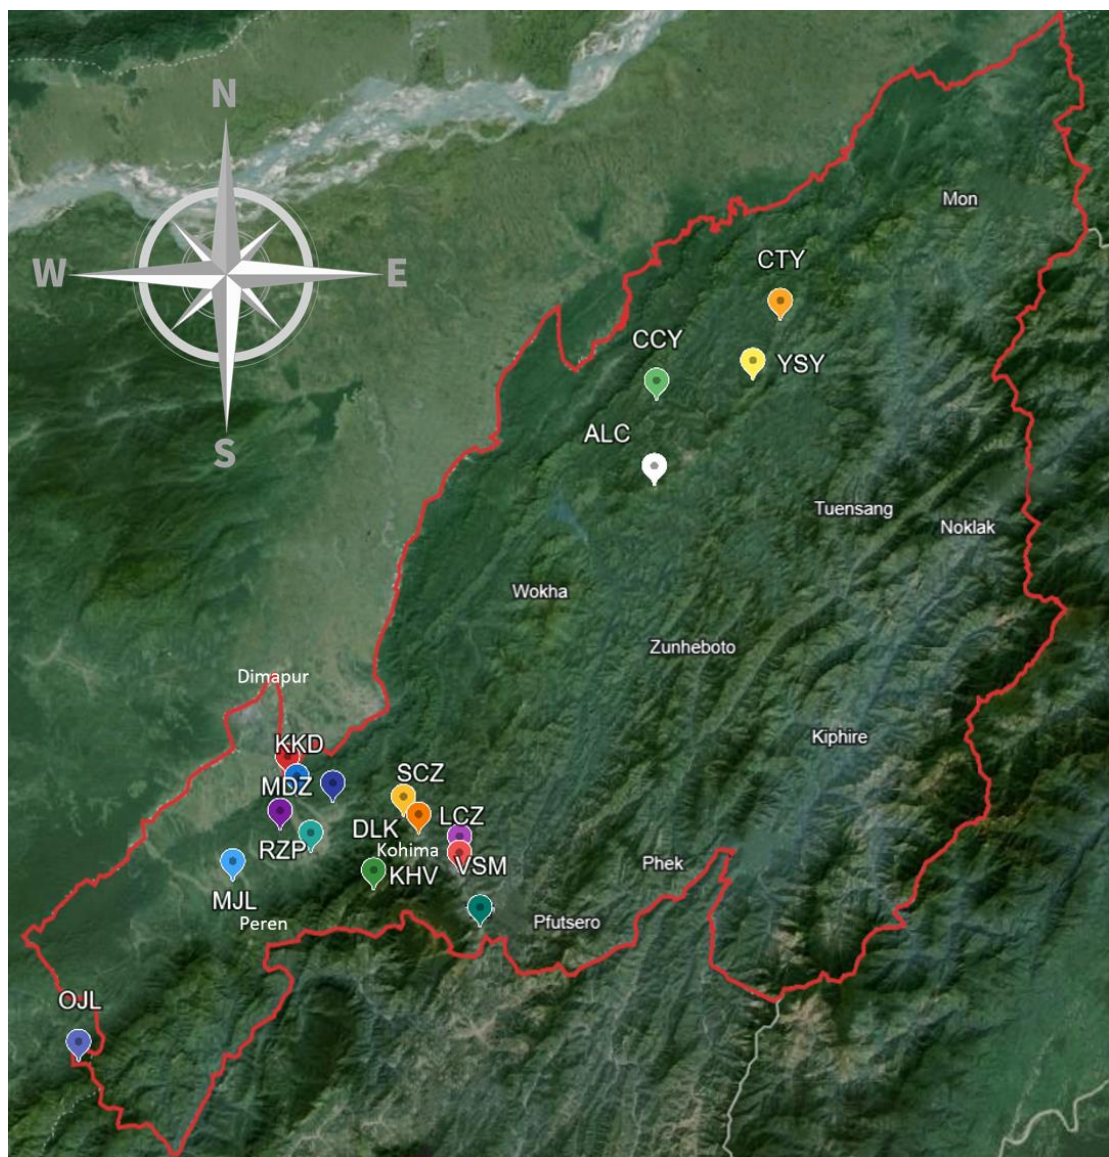 N
Mon
CTY
W
E
CCY
YSY
ALC
S
Tuensang
Noklak
Wokha
Zunheboto
Dimapur
Kiphire
KKD
SCZ
MDZ
LCZ
DLK
RZP
Kohima
Phek
VSM
KHV
MJL
Peren
Pfutsero
OJL